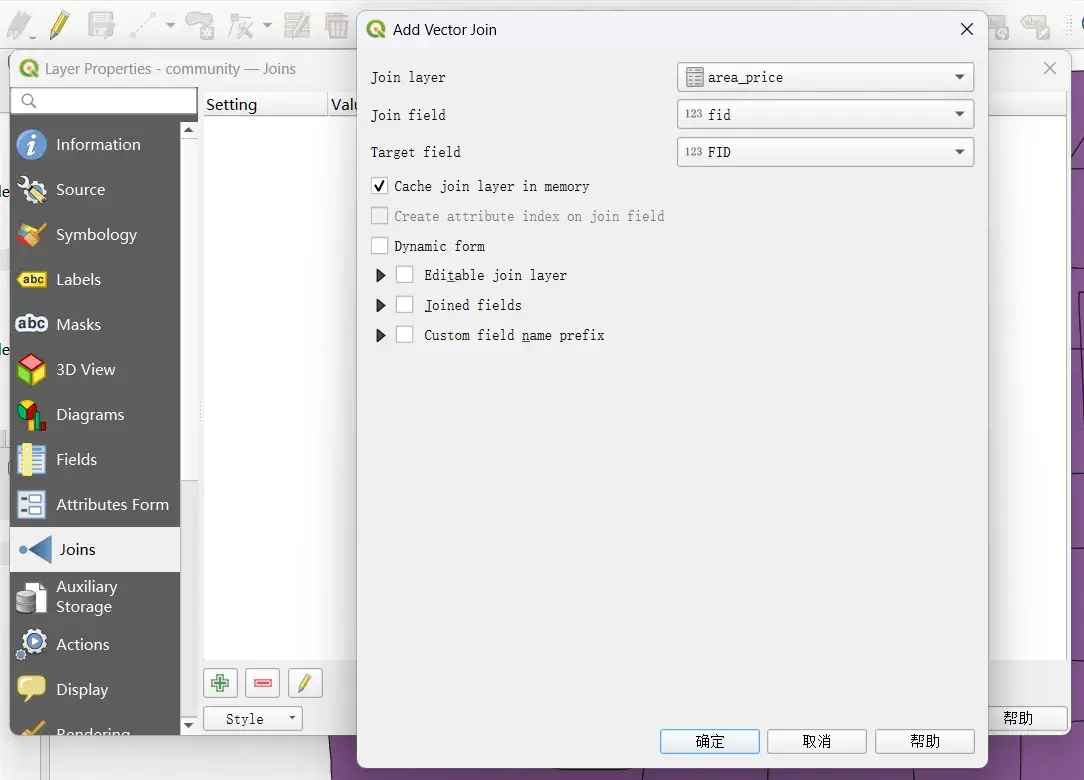 Add Vector Join
Layer Properties - community — Joins
Join layer
area_price
Setting
Join field
123 fid
Target field
123 FID
Cache join layer in memory
Create attribute index on join field
Dynamic form
Editable join layer
Joined fields
Custom field name prefix
Information
Source
Symbology
abc Labels
abc Masks
3D View
Diagrams
Fields
Attributes Form
Joins
Auxiliary
Storage
Actions
Display
Rendering
Style
确定
取消
帮助
帮助